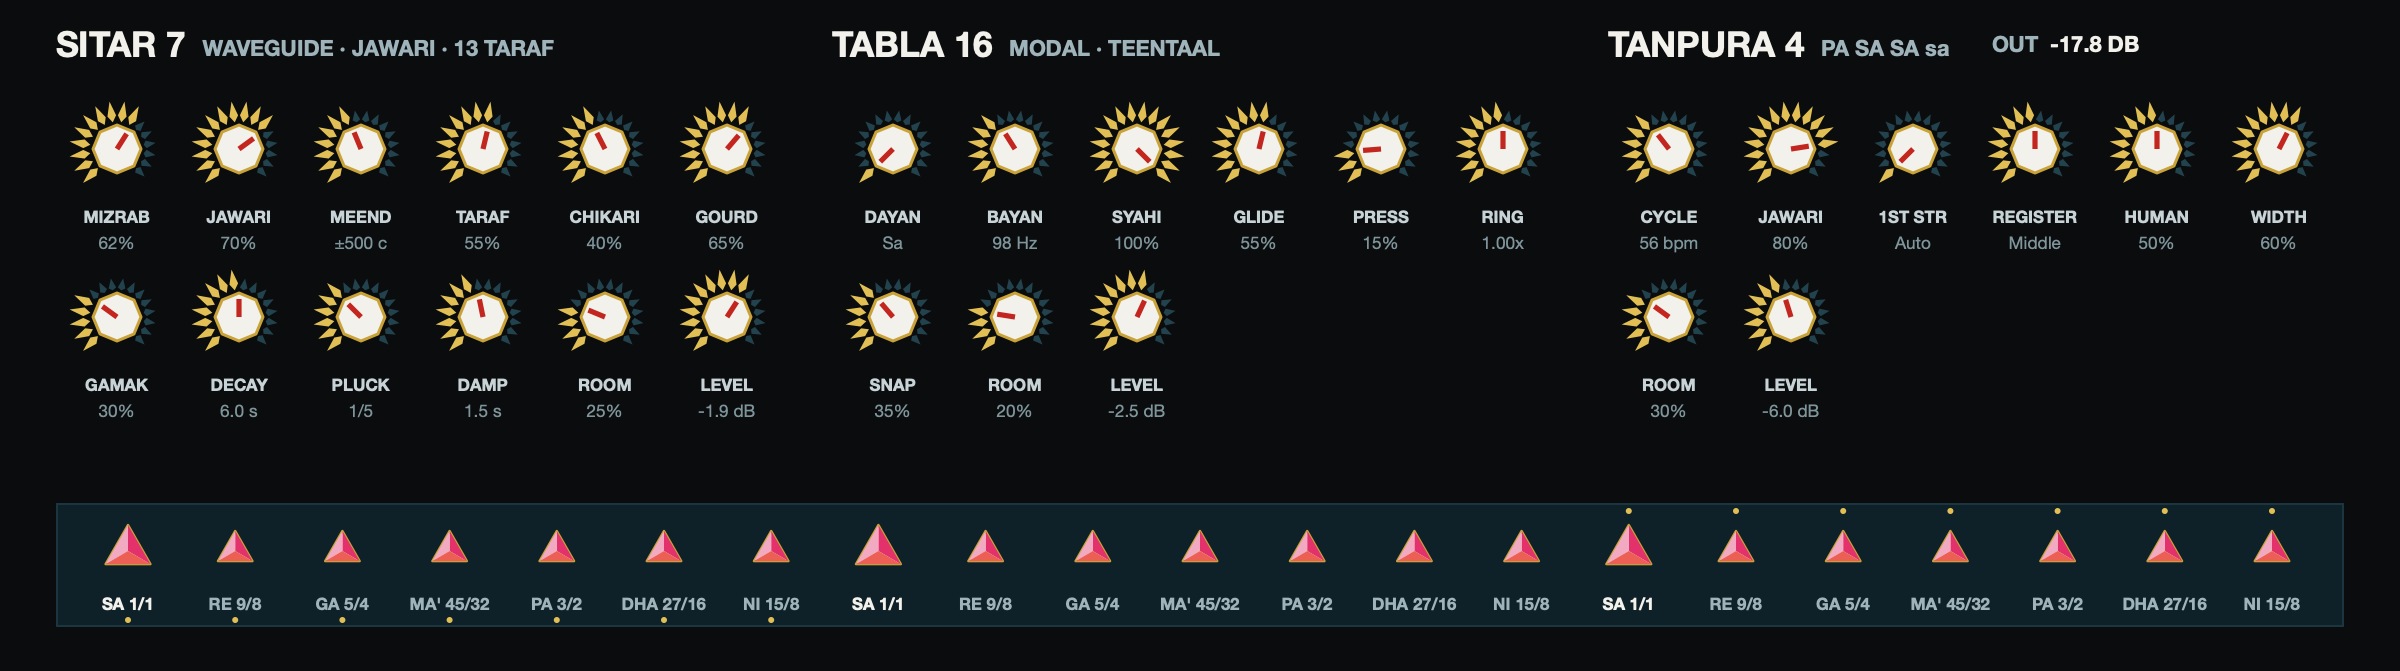 SITAR 7 WAVEGUIDE · JAWARI · 13 TARAF
TABLA 16 MODAL · TEENTAAL
TANPURA 4 PA SA SA sa OUT -17.8 DB
MIZRAB JAWARI MEEND TARAF CHIKARI GOURD
62% 70% ±500 c 55% 40% 65%
GAMAK DECAY PLUCK DAMP ROOM LEVEL
30% 6.0 s 1/5 1.5 s 25% -1.9 dB
DAYAN BAYAN SYAHI GLIDE PRESS RING
Sa 98 Hz 100% 55% 15% 1.00x
SNAP ROOM LEVEL
35% 20% -2.5 dB
CYCLE JAWARI 1ST STR REGISTER HUMAN WIDTH
56 bpm 80% Auto Middle 50% 60%
ROOM LEVEL
30% -6.0 dB
SA 1/1 RE 9/8 GA 5/4 MA' 45/32 PA 3/2 DHA 27/16 NI 15/8 SA 1/1 RE 9/8 GA 5/4 MA' 45/32 PA 3/2 DHA 27/16 NI 15/8 SA 1/1 RE 9/8 GA 5/4 MA' 45/32 PA 3/2 DHA 27/16 NI 15/8